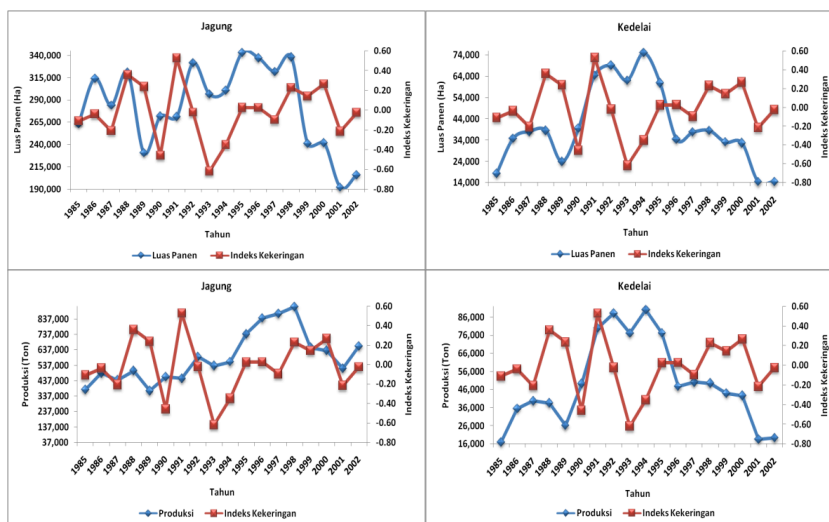 Jagung
Luas Panen (Ha)
340,000
315,000
290,000
265,000
240,000
215,000
190,000
0.60
0.40
0.20
0.00
-0.20
-0.40
-0.60
-0.80
Indeks Kekeringan
1985 1986 1987 1988 1989 1990 1991 1992 1993 1994 1995 1996 1997 1998 1999 2000 2001 2002
Tahun
Luas Panen Indeks Kekeringan
Kedelai
Luas Panen (Ha)
74,000
64,000
54,000
44,000
34,000
24,000
14,000
0.60
0.40
0.20
0.00
-0.20
-0.40
-0.60
-0.80
Indeks Kekeringan
1985 1986 1987 1988 1989 1990 1991 1992 1993 1994 1995 1996 1997 1998 1999 2000 2001 2002
Tahun
Luas Panen Indeks Kekeringan
Jagung
Produksi (Ton)
837,000
737,000
637,000
537,000
437,000
337,000
237,000
137,000
37,000
0.60
0.40
0.20
0.00
-0.20
-0.40
-0.60
-0.80
Indeks Kekeringan
1985 1986 1987 1988 1989 1990 1991 1992 1993 1994 1995 1996 1997 1998 1999 2000 2001 2002
Tahun
Produksi Indeks Kekeringan
Kedelai
Produksi (Ton)
86,000
76,000
66,000
56,000
46,000
36,000
26,000
16,000
0.60
0.40
0.20
0.00
-0.20
-0.40
-0.60
-0.80
Indeks Kekeringan
1985 1986 1987 1988 1989 1990 1991 1992 1993 1994 1995 1996 1997 1998 1999 2000 2001 2002
Tahun
Produksi Indeks Kekeringan